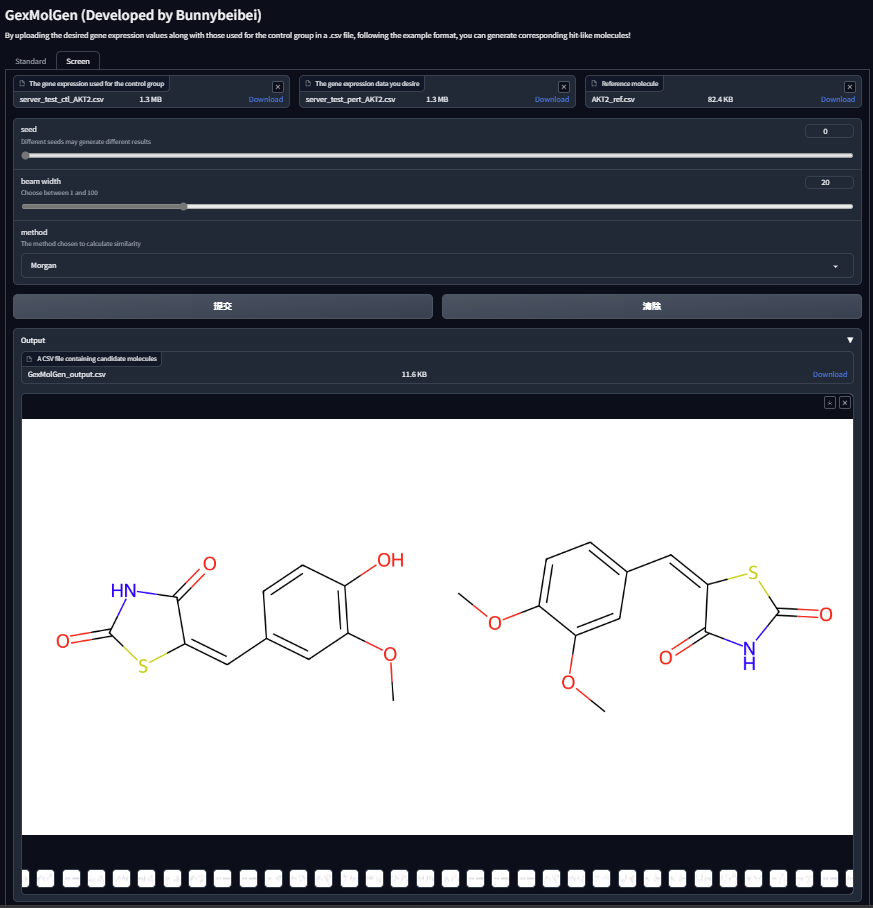 GexMolGen (Developed by Bunnybeibei)
By uploading the desired gene expression values along with those used for the control group in a .csv file, following the example format, you can generate corresponding hit-like molecules!
Standard Screen
The gene expression used for the control group
server_test_ctl_AKT2.csv 1.3 MB Download
The gene expression data you desire
server_test_pert_AKT2.csv 1.3 MB Download
Reference molecule
AKT2_ref.csv 82.4 KB Download
seed 0
Different seeds may generate different results
beam width 20
Choose between 1 and 100
method
The method chosen to calculate similarity
Morgan
提交 清除
Output
A CSV file containing candidate molecules
GexMolGen_output.csv 11.6 KB Download
O OH
HN
O
S
O
S
O
O
O
NH
O